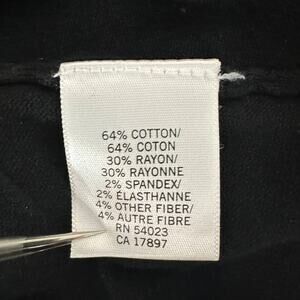 64% COTTON/
64% COTON
30% RAYON/
30% RAYONNE
2% SPANDEX/
2% ÉLASTHANNE
4% OTHER FIBER/
4% AUTRE FIBRE
RN 54023
CA 17897